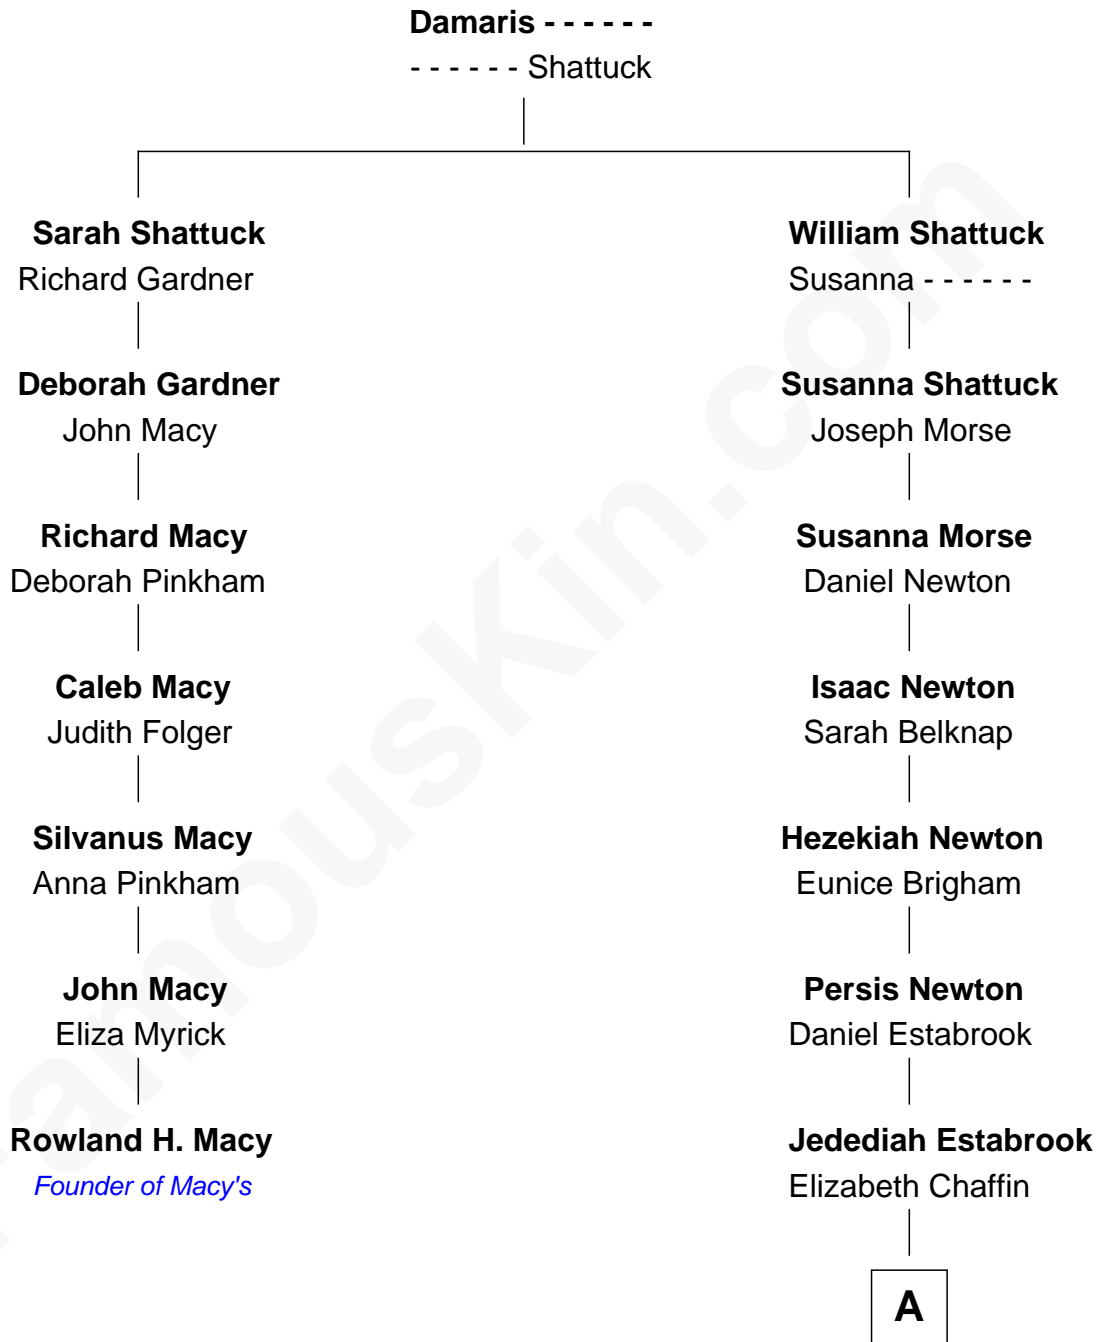 Damaris - - - - - -
- - - - - - Shattuck
Sarah Shattuck
Richard Gardner
William Shattuck
Susanna - - - - - -
Deborah Gardner
John Macy
Susanna Shattuck
Joseph Morse
Richard Macy
Deborah Pinkham
Susanna Morse
Daniel Newton
Caleb Macy
Judith Folger
Isaac Newton
Sarah Belknap
Silvanus Macy
Anna Pinkham
Hezekiah Newton
Eunice Brigham
John Macy
Eliza Myrick
Persis Newton
Daniel Estabrook
Rowland H. Macy
Founder of Macy's
Jedediah Estabrook
Elizabeth Chaffin
A
FamousKin.com